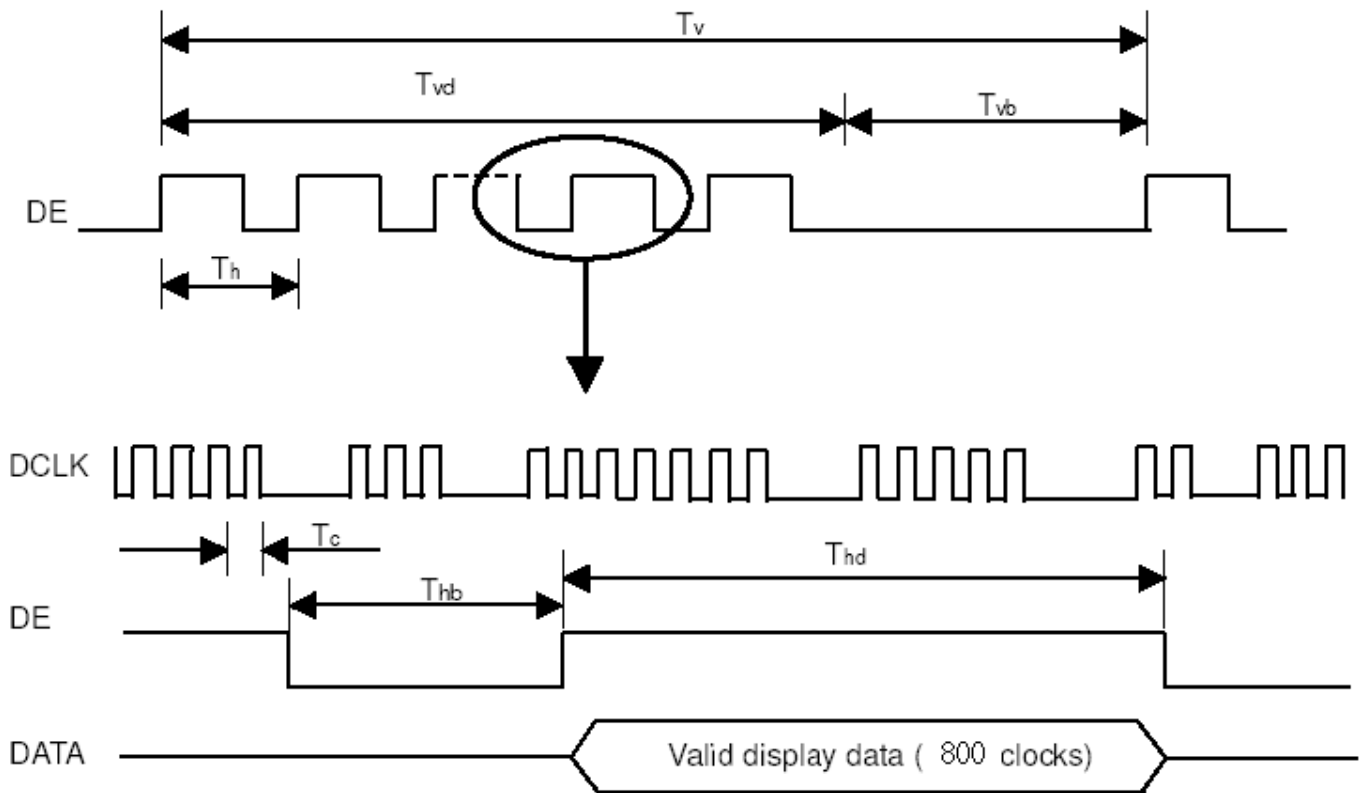 Tv
Tvd
Tvb
DE
Th
DCLK
Tc
Thd
Thb
DE
DATA
Valid display data ( 800 clocks)